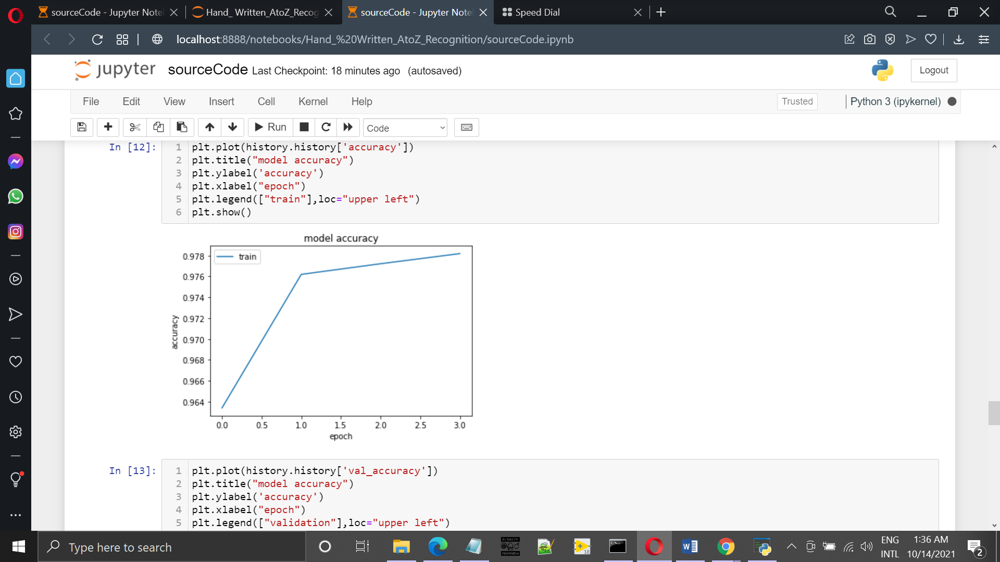 sourceCode - Jupyter Note
Hand_ Written_AtoZ_Recog
sourceCode - Jupyter Note
Speed Dial
localhost:8888/notebooks/Hand_%20Written_AtoZ_Recognition/sourceCode.ipynb
jupyter sourceCode Last Checkpoint: 18 minutes ago (autosaved)
Logout
File Edit View Insert Cell Kernel Help
Trusted
Python 3 (ipykernel)
Run
Code
In [12]:
1 plt.plot(history.history['accuracy'])
2 plt.title("model accuracy")
3 plt.ylabel('accuracy')
4 plt.xlabel("epoch")
5 plt.legend(["train"],loc="upper left")
6 plt.show()
model accuracy
train
0.978
0.976
0.974
0.972
0.970
0.968
0.966
0.964
accuracy
0.0 0.5 1.0 1.5 2.0 2.5 3.0
epoch
In [13]:
1 plt.plot(history.history['val_accuracy'])
2 plt.title("model accuracy")
3 plt.ylabel('accuracy')
4 plt.xlabel("epoch")
5 plt.legend(["validation"],loc="upper left")
Type here to search
18
ENG
INTL
1:36 AM
10/14/2021
2